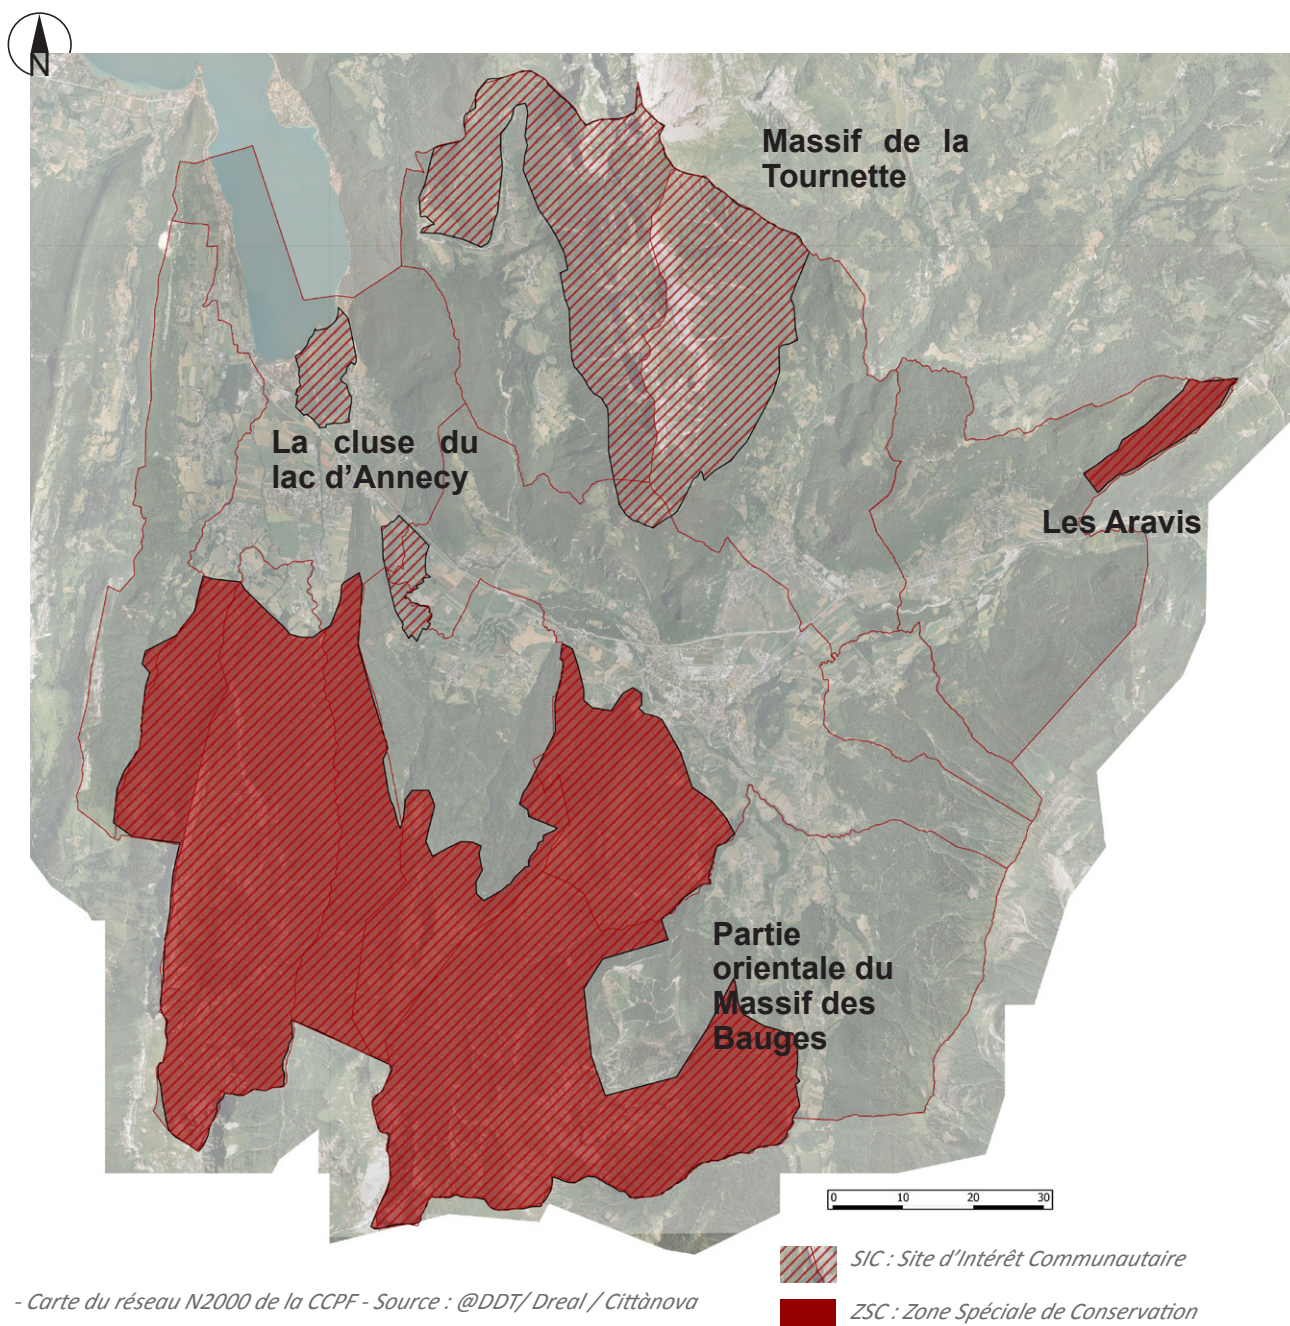 N
Massif de la
Tournette
La cluse du
lac d’Annecy
Les Aravis
Partie
orientale du
Massif des
Bauges
0 10 20 30
SIC : Site d’Intérêt Communautaire
- Carte du réseau N2000 de la CCPF - Source : @DDT/ Dreal / Cittànova
ZSC : Zone Spéciale de Conservation